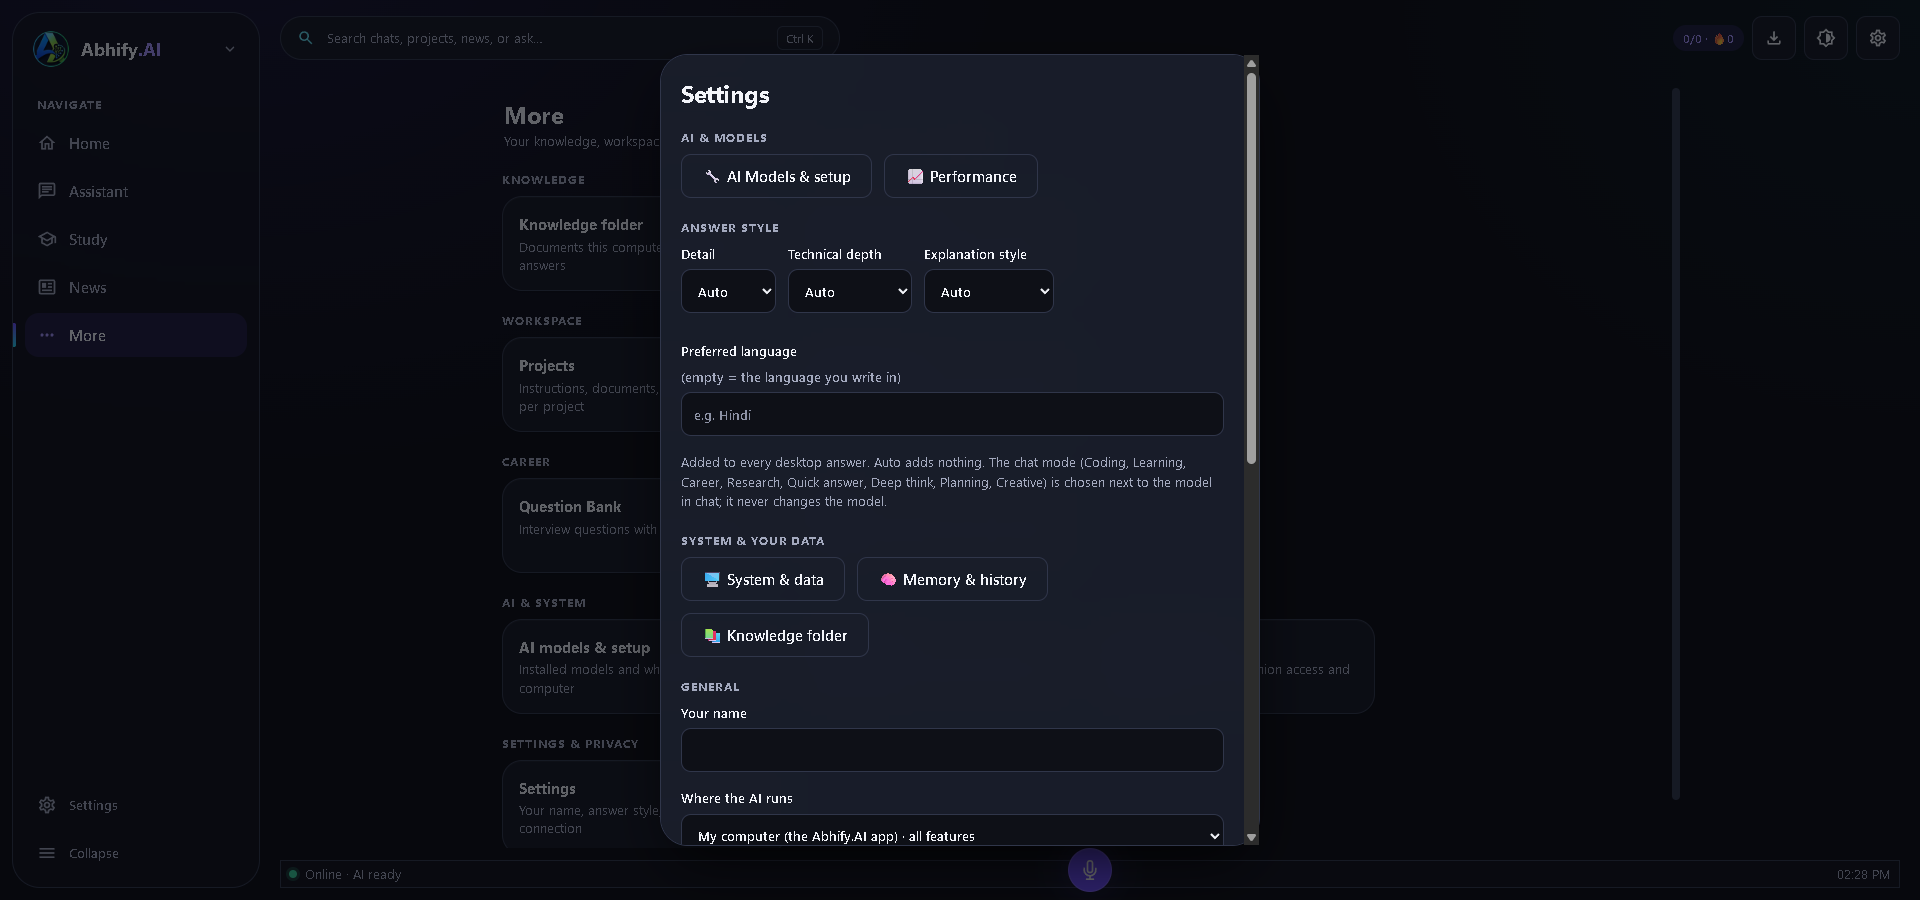 Abhify.AI
Search chats, projects, news, or ask...
Ctrl K
0/0 · 🔥 0
NAVIGATE
Home
Assistant
Study
News
More
Settings
Collapse
More
Your knowledge,
KNOWLEDGE
Knowledge folder
Documents this
answers
WORKSPACE
Projects
Instructions, documents,
per project
CAREER
Question Bank
Interview questions with
AI & SYSTEM
AI models & setup
Installed models and
computer
access and
SETTINGS & PRIVACY
Settings
Your name, answer style,
connection
Settings
AI & MODELS
🔧 AI Models & setup
📈 Performance
ANSWER STYLE
Detail Technical depth Explanation style
Auto Auto Auto
Preferred language
(empty = the language you write in)
e.g. Hindi
Added to every desktop answer. Auto adds nothing. The chat mode (Coding, Learning,
Career, Research, Quick answer, Deep think, Planning, Creative) is chosen next to the model
in chat; it never changes the model.
SYSTEM & YOUR DATA
🖥️ System & data
🧠 Memory & history
📚 Knowledge folder
GENERAL
Your name
Where the AI runs
My computer (the Abhify.AI app) · all features
Online · AI ready
02:28 PM